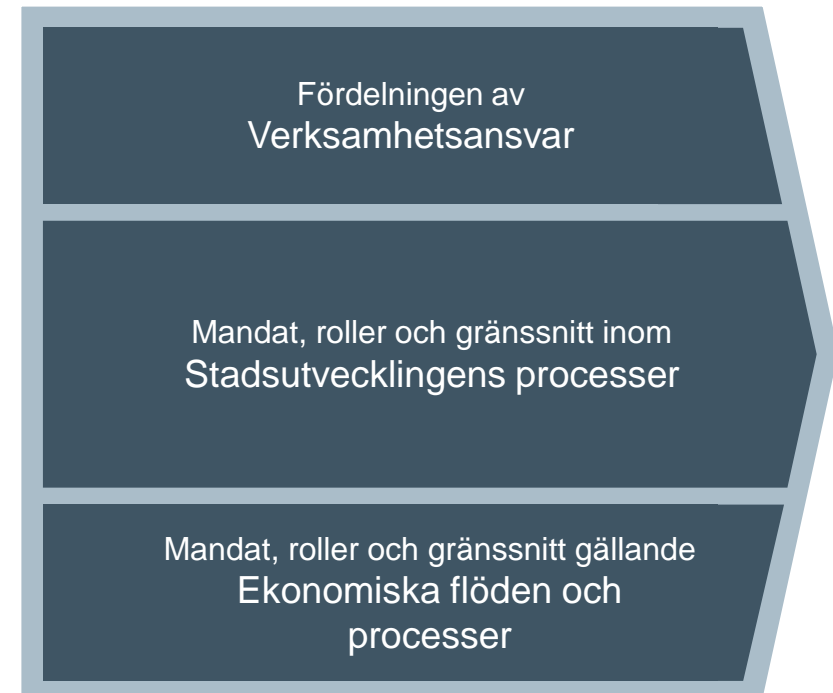 Fördelningen av
Verksamhetsansvar
Mandat, roller och gränssnitt inom
Stadsutvecklingens processer
Mandat, roller och gränssnitt gällande
Ekonomiska flöden och
processer